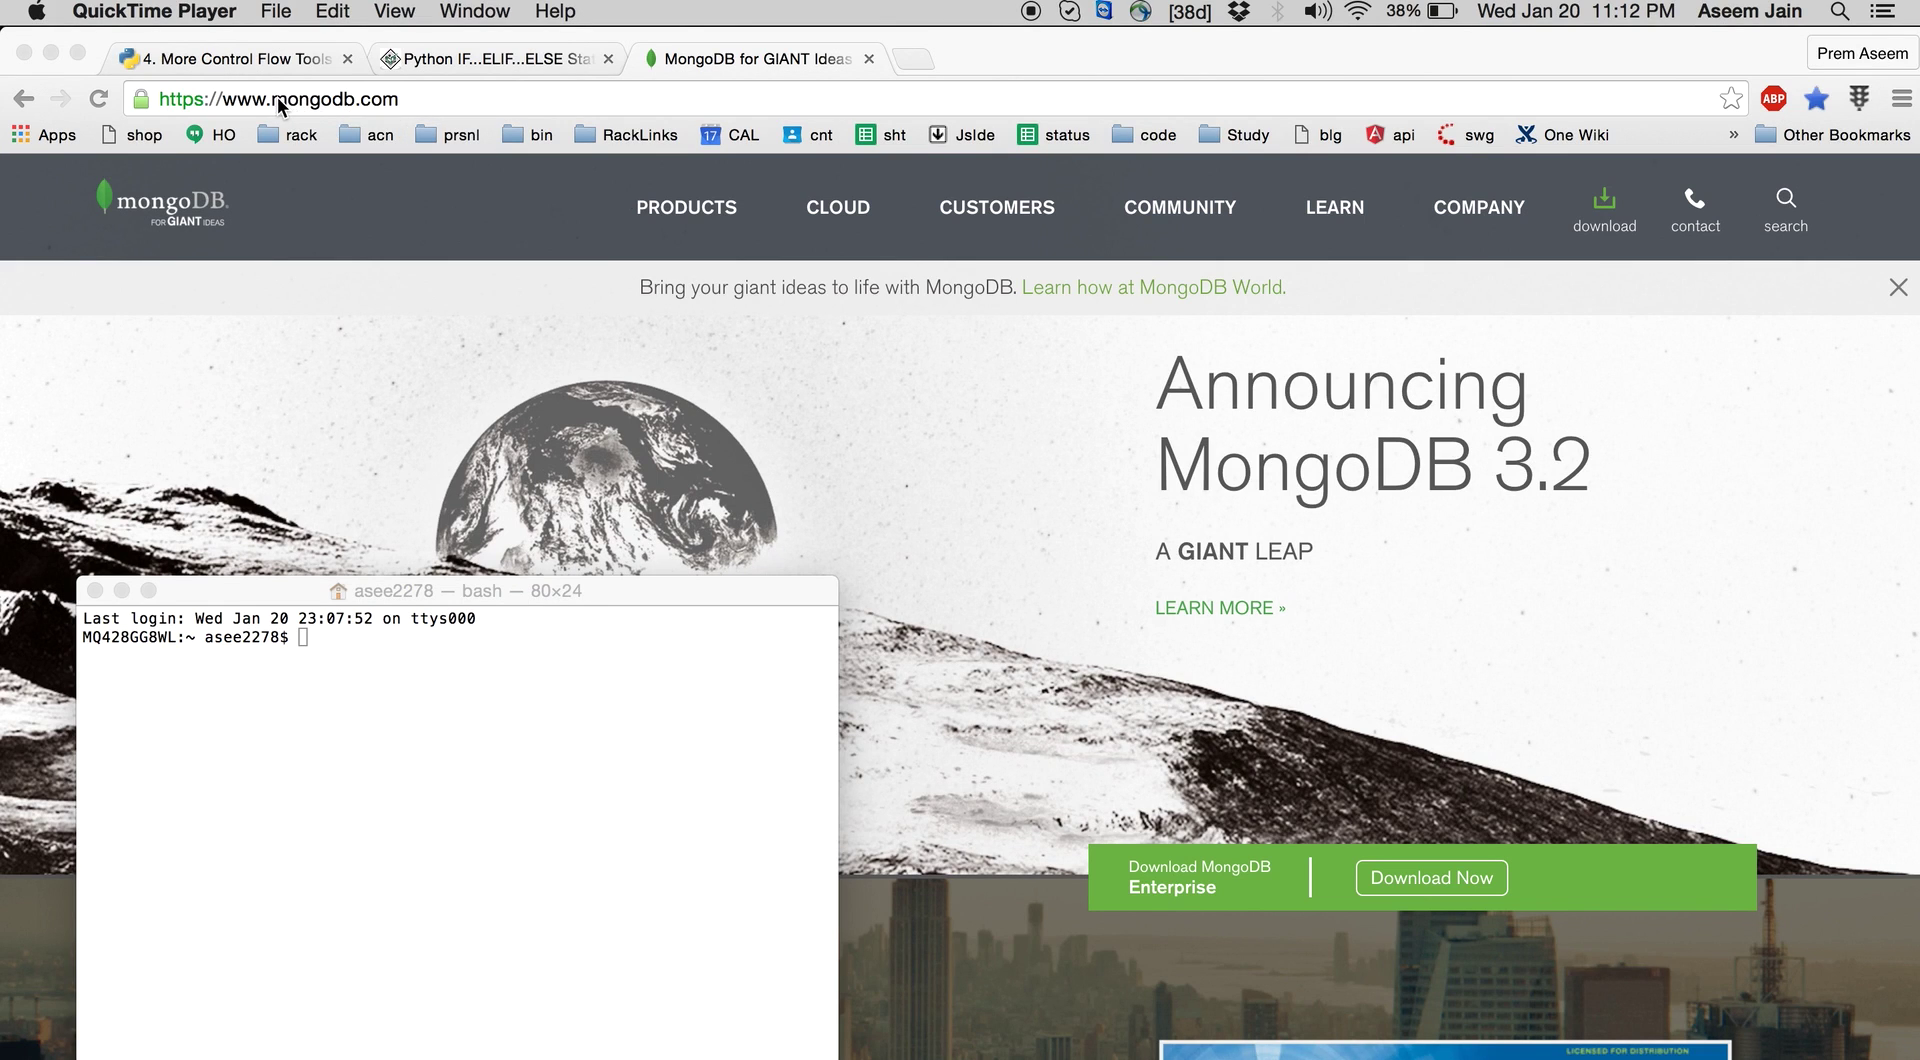 QuickTime Player File Edit View Window Help [38d] 38% Wed Jan 20 11:12 PM Aseem Jain
4. More Control Flow Tools Python IF...ELIF...ELSE Sta MongoDB for GIANT Ideas Prem Aseem
https://www.mongodb.com ABP
Apps shop HO rack acn prsnl bin RackLinks 17 CAL cnt sht Jslde status code Study blg api swg One Wiki » Other Bookmarks
mongoDB.
FOR GIANT IDEAS
PRODUCTS CLOUD CUSTOMERS COMMUNITY LEARN COMPANY
download contact search
Bring your giant ideas to life with MongoDB. Learn how at MongoDB World.
Announcing
MongoDB 3.2
A GIANT LEAP
LEARN MORE »
asee2278 — bash — 80×24
Last login: Wed Jan 20 23:07:52 on ttys000
MQ428GG8WL:~ asee2278$
Download MongoDB
Enterprise
Download Now
LICENSED FOR DISTRIBUTION